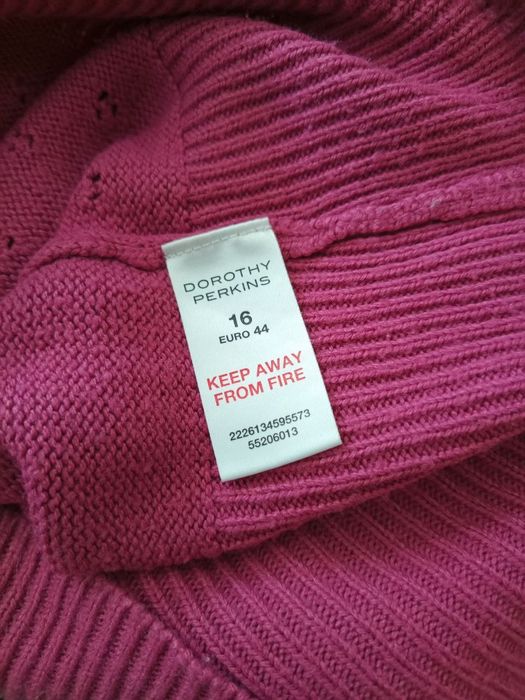 DOROTHY
PERKINS
16
EURO 44
KEEP AWAY
FROM FIRE
2226134595573
55206013